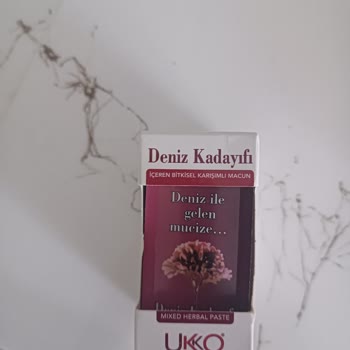 Deniz Kadayıfı
İÇEREN BİTKİSEL KARIŞIMLI MACUN
Deniz ile
gelen
mucize...
MIXED HERBAL PASTE
UKKO